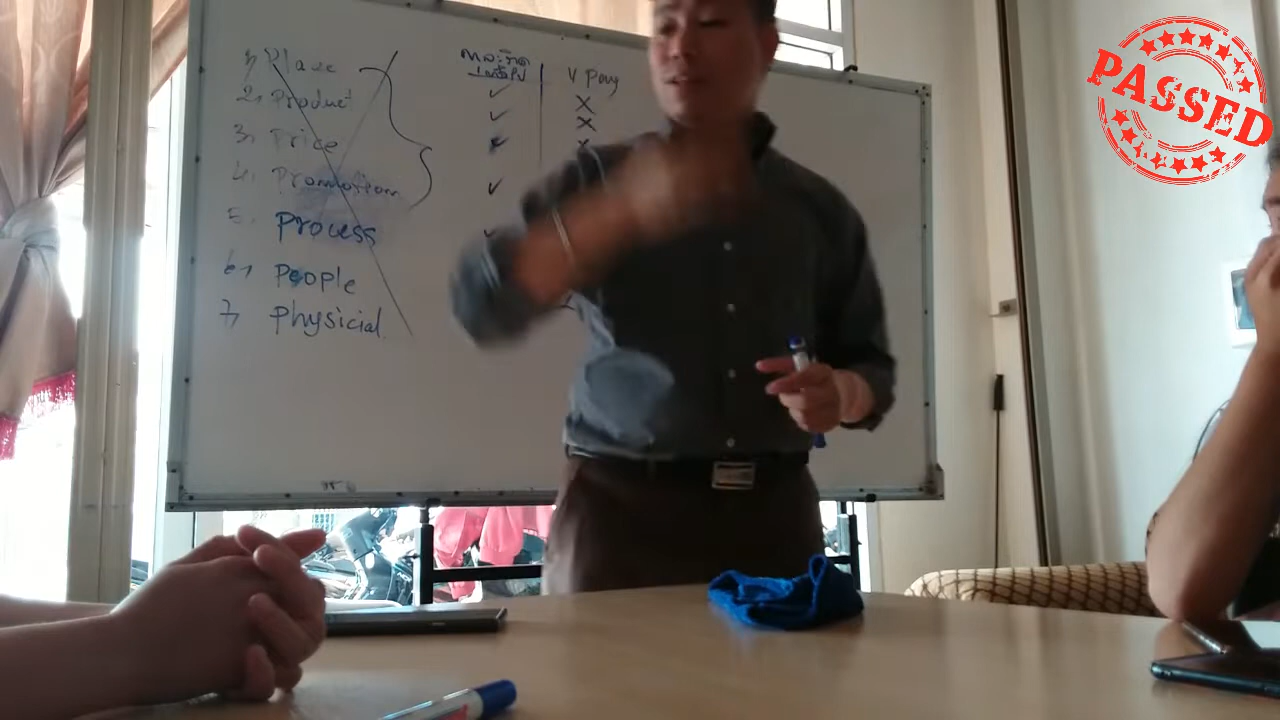 1, Place
2, Product
3, Price
4, Promotion
5. Process
6, People
7, Physicial
V Pay
PASSED